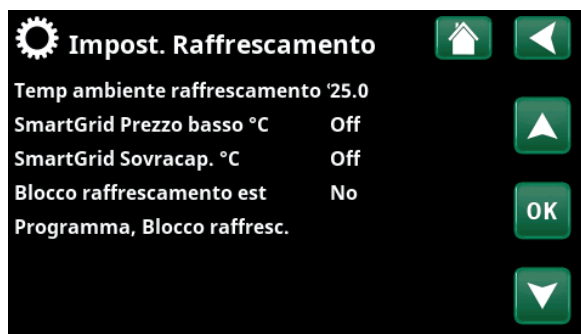 Impost. Raffrescamento
Temp ambiente raffrescamento 25.0
SmartGrid Prezzo basso °C Off
SmartGrid Sovracap. °C Off
Blocco raffrescamento est No
Programma, Blocco raffresc.
OK